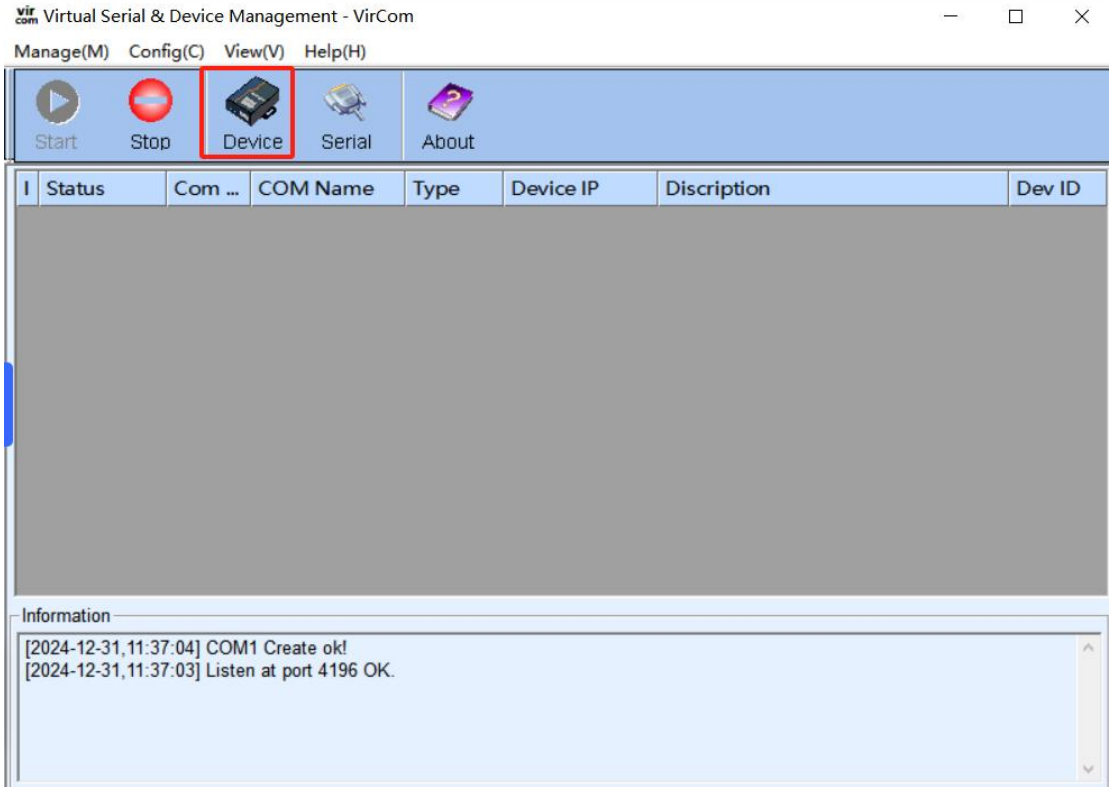 vir com Virtual Serial & Device Management - VirCom
Manage(M) Config(C) View(V) Help(H)
Start Stop Device Serial About
I Status Com ... COM Name Type Device IP Discription Dev ID
Information
[2024-12-31,11:37:04] COM1 Create ok!
[2024-12-31,11:37:03] Listen at port 4196 OK.